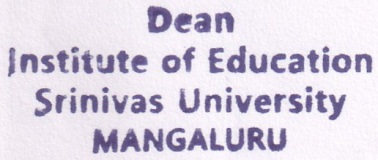 Dean
Institute of Education
Srinivas University
MANGALURU